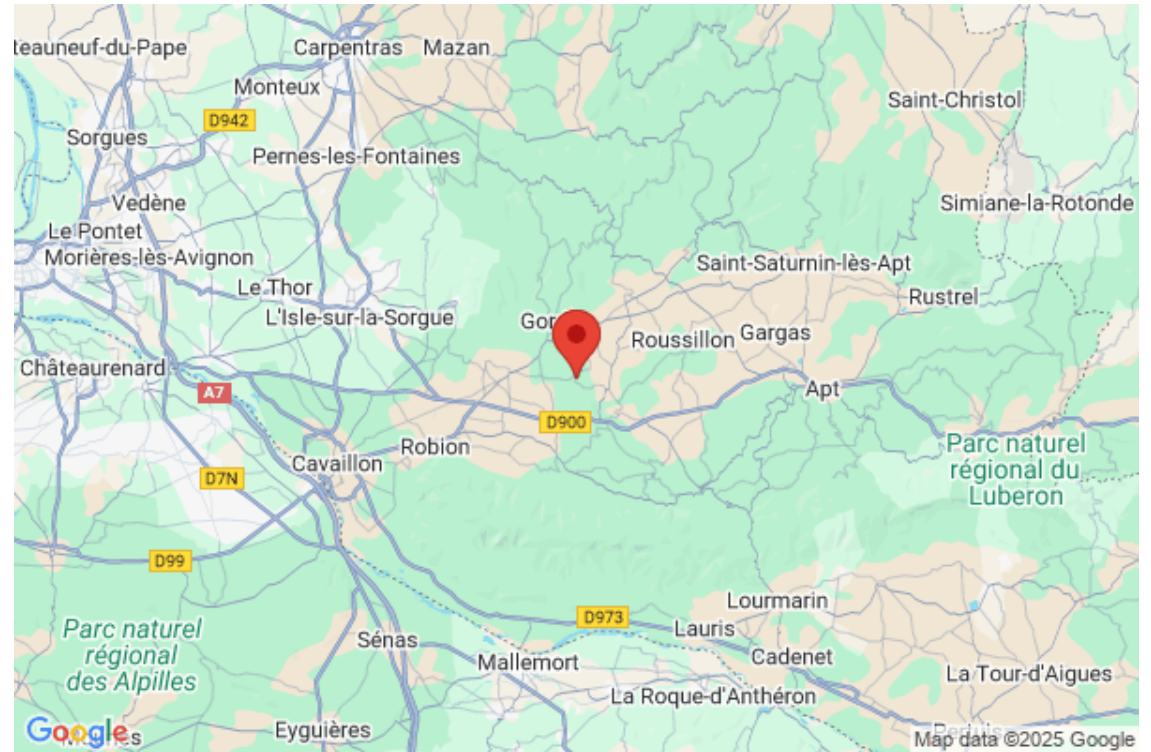 teauneuf-du-Pape
Carpentras
Mazan
Monteux
Saint-Christol
D942
Sorgues
Pernes-les-Fontaines
Vedène
Simiane-la-Rotonde
Le Pontet
Morières-lès-Avignon
Saint-Saturnin-lès-Apt
Le Thor
Rustrel
L'Isle-sur-la-Sorgue
Gor
Roussillon
Gargas
Châteaurenard
A7
Apt
D900
Robion
Cavaillon
Parc naturel
régional du
Luberon
D7N
D99
Lourmarin
D973
Lauris
Parc naturel
régional
des Alpilles
Sénas
Mallemort
Cadenet
La Tour-d'Aigues
La Roque-d'Anthéron
Eyguières
Google
Map data ©2025 Google